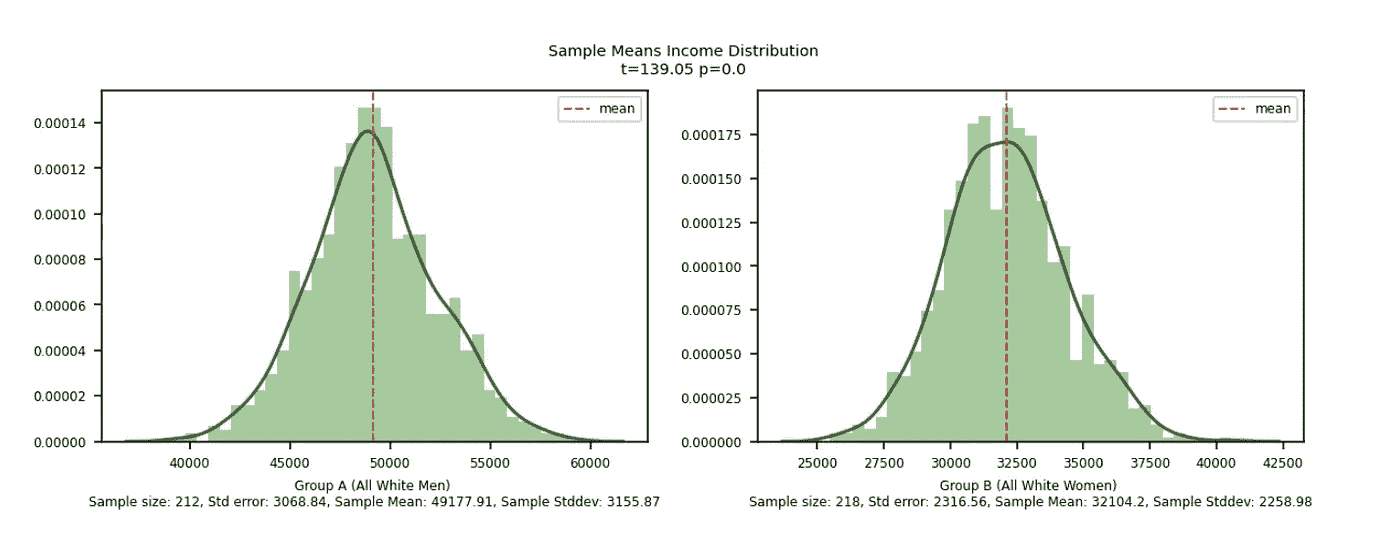 Sample Means Income Distribution
t=139.05 p=0.0
mean
0.00014
0.00012
0.00010
0.00008
0.00006
0.00004
0.00002
0.00000
40000 45000 50000 55000 60000
Group A (All White Men)
Sample size: 212, Std error: 3068.84, Sample Mean: 49177.91, Sample Stddev: 3155.87
mean
0.000175
0.000150
0.000125
0.000100
0.000075
0.000050
0.000025
0.000000
25000 27500 30000 32500 35000 37500 40000 42500
Group B (All White Women)
Sample size: 218, Std error: 2316.56, Sample Mean: 32104.2, Sample Stddev: 2258.98